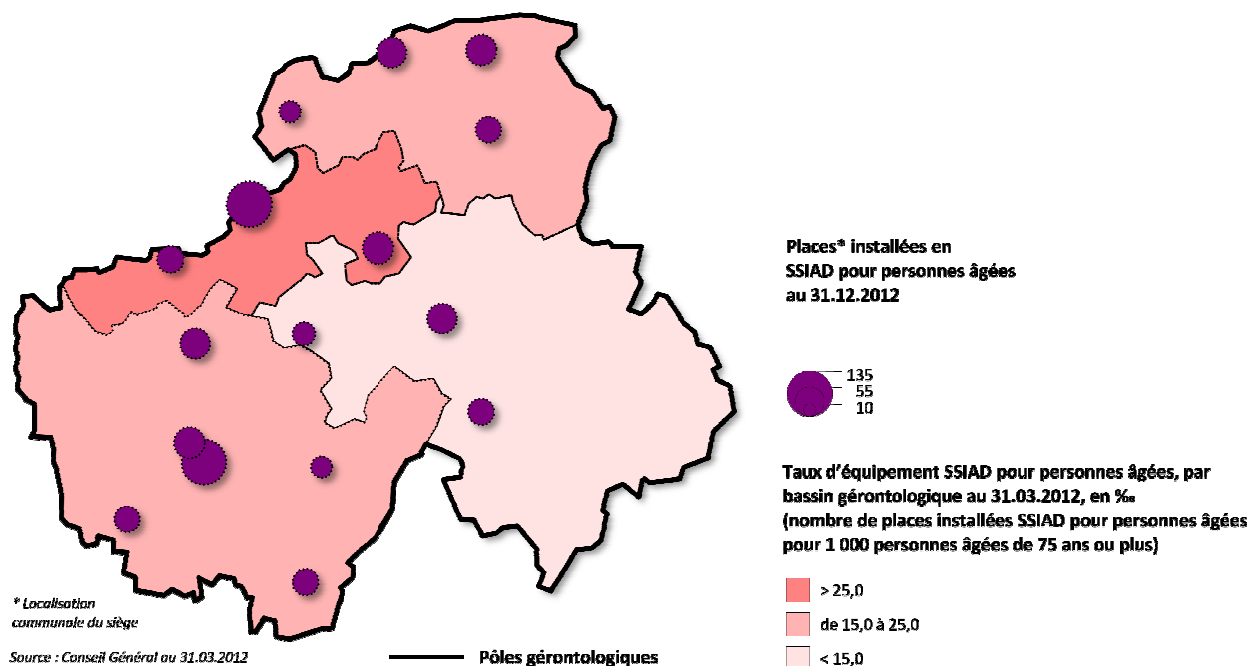 Places* installées en
SSIAD pour personnes âgées
au 31.12.2012
135
55
10
Taux d'équipement SSIAD pour personnes âgées, par
bassin gérontologique au 31.03.2012, en ‰
(nombre de places installées SSIAD pour personnes âgées
pour 1 000 personnes âgées de 75 ans ou plus)
> 25,0
de 15,0 à 25,0
< 15,0
* Localisation
communale du siège
Source : Conseil Général au 31.03.2012
Pôles gérontologiques